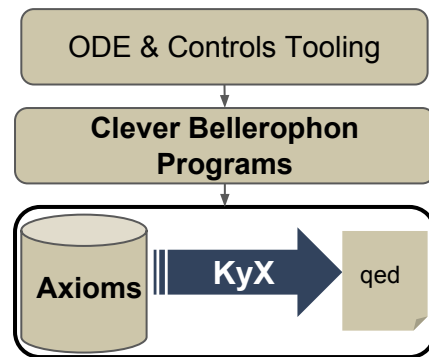 ODE & Controls Tooling
Clever Bellerophon
Programs
Axioms
KyX
qed